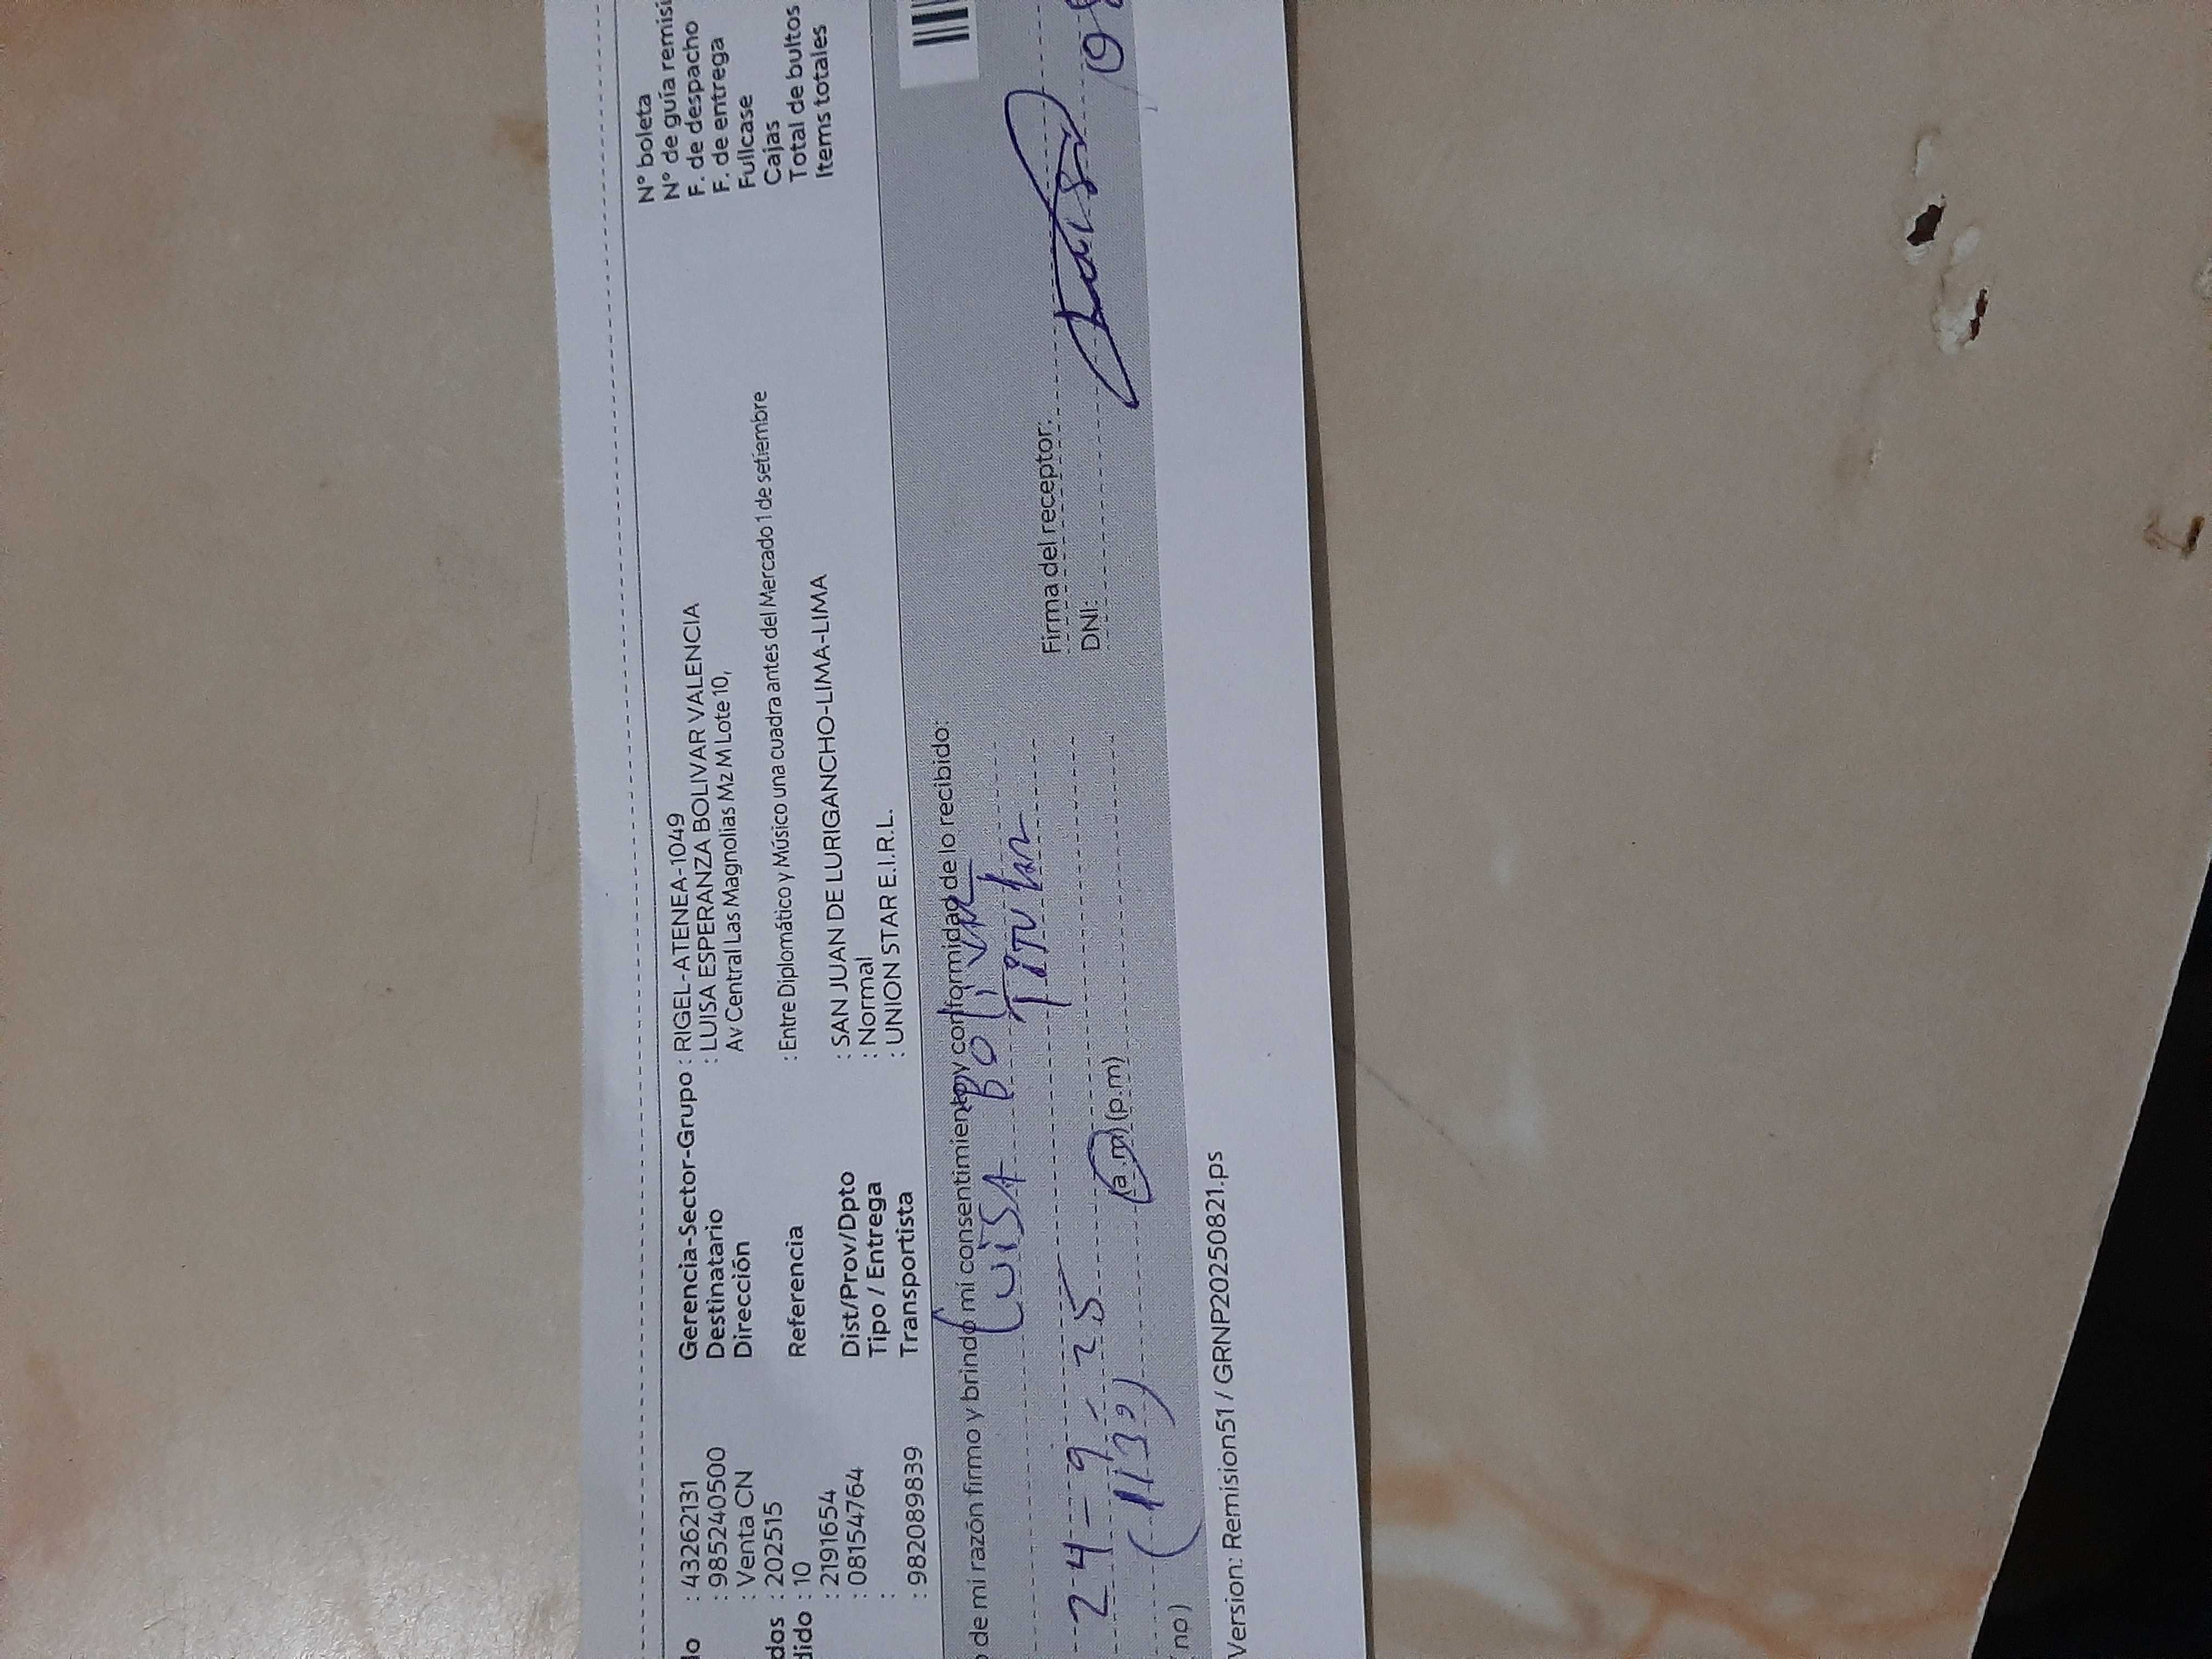 do : 43262131
: 985240500
: Venta CN
dos : 202515
dido : 10
: 2191654
: 08154764
:
: 982089839
Gerencia-Sector-Grupo : RIGEL-ATENEA-1049
Destinatario : LUISA ESPERANZA BOLIVAR VALENCIA
Dirección Av Central Las Magnolias Mz M Lote 10,
Referencia : Entre Diplomático y Músico una cuadra antes del Mercado 1 de setiembre
Dist/Prov/Dpto : SAN JUAN DE LURIGANCHO-LIMA-LIMA
Tipo / Entrega : Normal
Transportista : UNION STAR E.I.R.L.
N° boleta
N° de guía remisi
F. de despacho
F. de entrega
Fullcase
Cajas
Total de bultos
Items totales
de mi razón firmo y brindo mi consentimiento y conformidad de lo recibido:
LUISA BOLIVAR
TITULAR
24-9-25
(a.m) (p.m)
no)
Firma del receptor:
DNI:
Version: Remision51 / GRNP20250821.ps